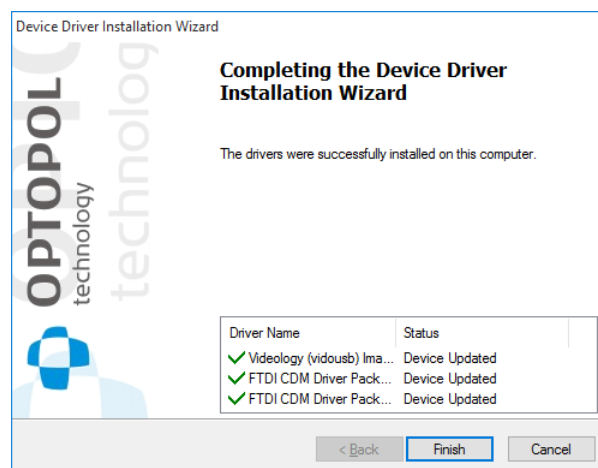 Device Driver Installation Wizard
OPTOPOL
technology
technolog
Completing the Device Driver
Installation Wizard
The drivers were successfully installed on this computer.
Driver Name Status
Videology (vidousb) Ima... Device Updated
FTDI CDM Driver Pack... Device Updated
FTDI CDM Driver Pack... Device Updated
< Back Finish Cancel